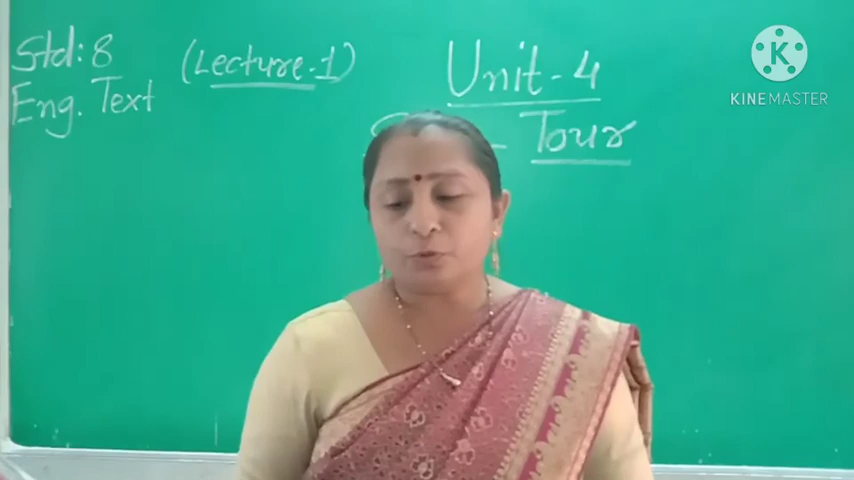 Std: 8
(Lecture-1)
Unit-4
Eng. Text
Tour
KINEMASTER